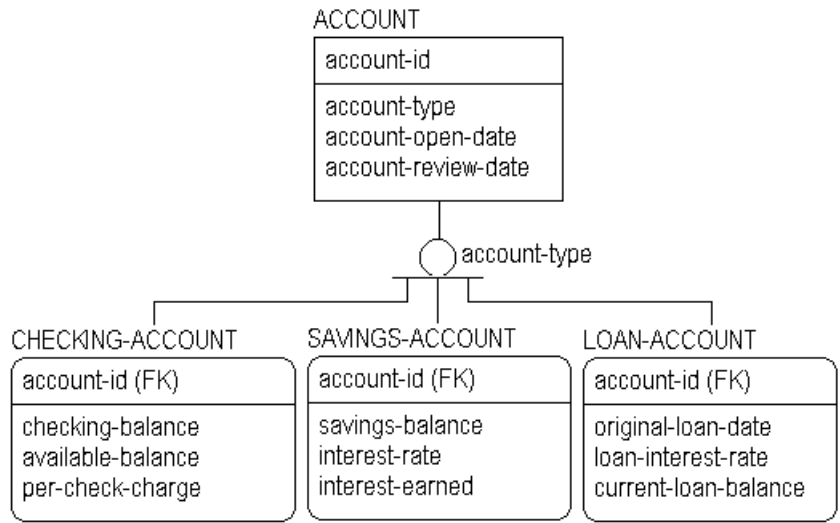 ACCOUNT
account-id
account-type
account-open-date
account-review-date
account-type
CHECKING-ACCOUNT
account-id (FK)
checking-balance
available-balance
per-check-charge
SAVINGS-ACCOUNT
account-id (FK)
savings-balance
interest-rate
interest-earned
LOAN-ACCOUNT
account-id (FK)
original-loan-date
loan-interest-rate
current-loan-balance